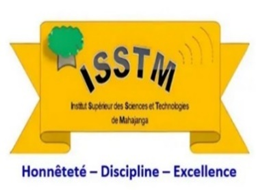 ISSTM
Institut Supérieur des Sciences et Technologies
de Mahajanga
Honnêteté – Discipline – Excellence